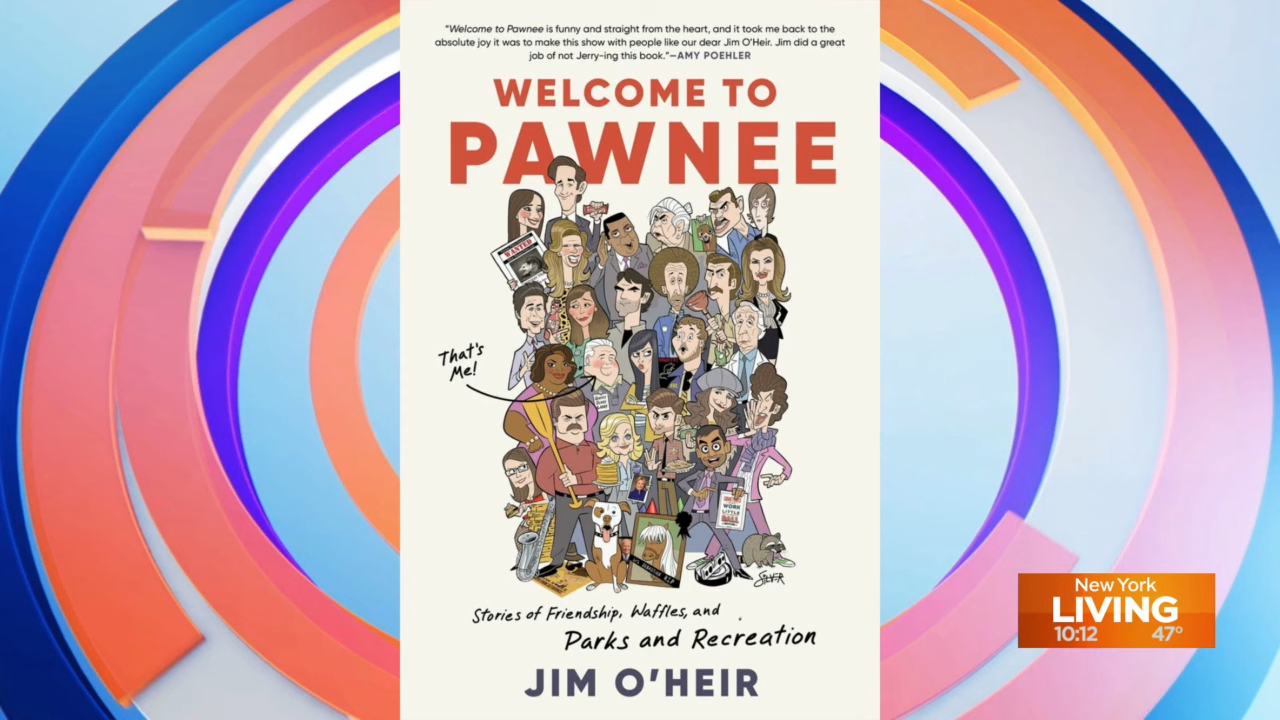 "Welcome to Pawnee is funny and straight from the heart, and it took me back to the
absolute joy it was to make this show with people like our dear Jim O'Heir. Jim did a great
job of not Jerry-ing this book."—AMY POEHLER
WELCOME TO
PAWNEE
WANTED
That's
Me!
WORK
LITTLE
SILVER
Stories of Friendship, Waffles, and
Parks and Recreation
JIM O'HEIR
New York
LIVING
10:12 47°